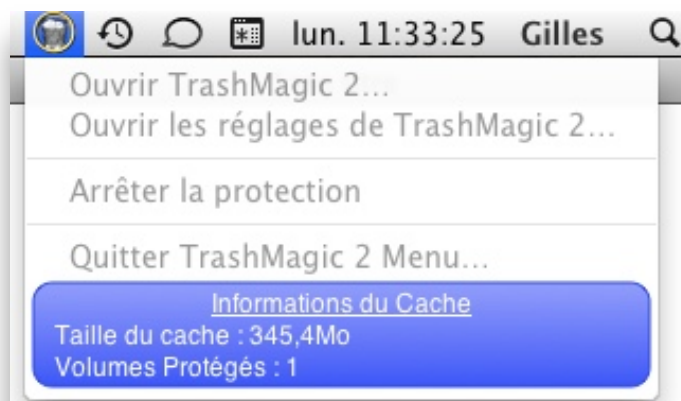 lun. 11:33:25 Gilles
Ouvrir TrashMagic 2...
Ouvrir les réglages de TrashMagic 2...
Arrêter la protection
Quitter TrashMagic 2 Menu...
Informations du Cache
Taille du cache : 345,4Mo
Volumes Protégés : 1